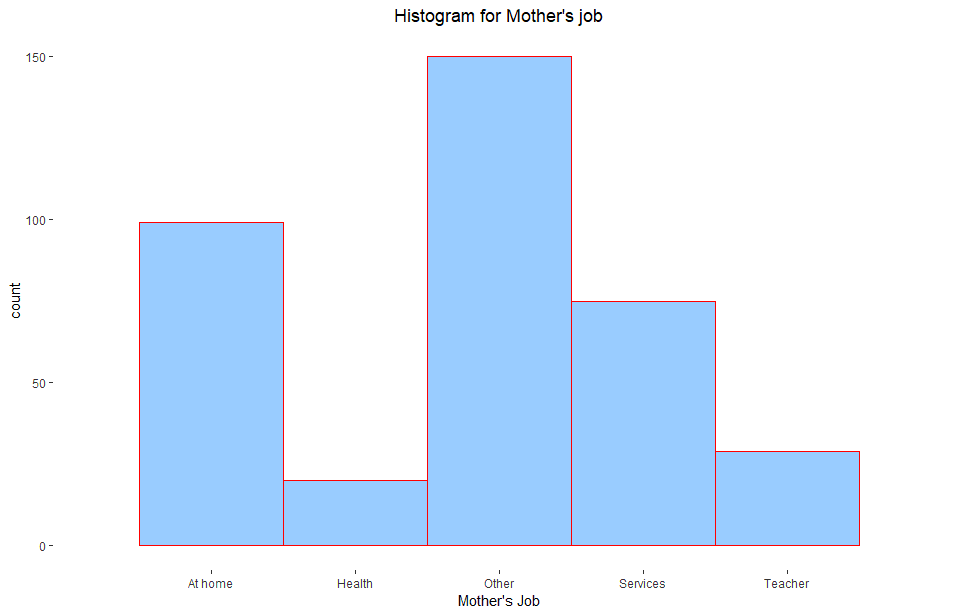 Histogram for Mother's job
150
100
50
0
count
At home Health Other Services Teacher
Mother's Job